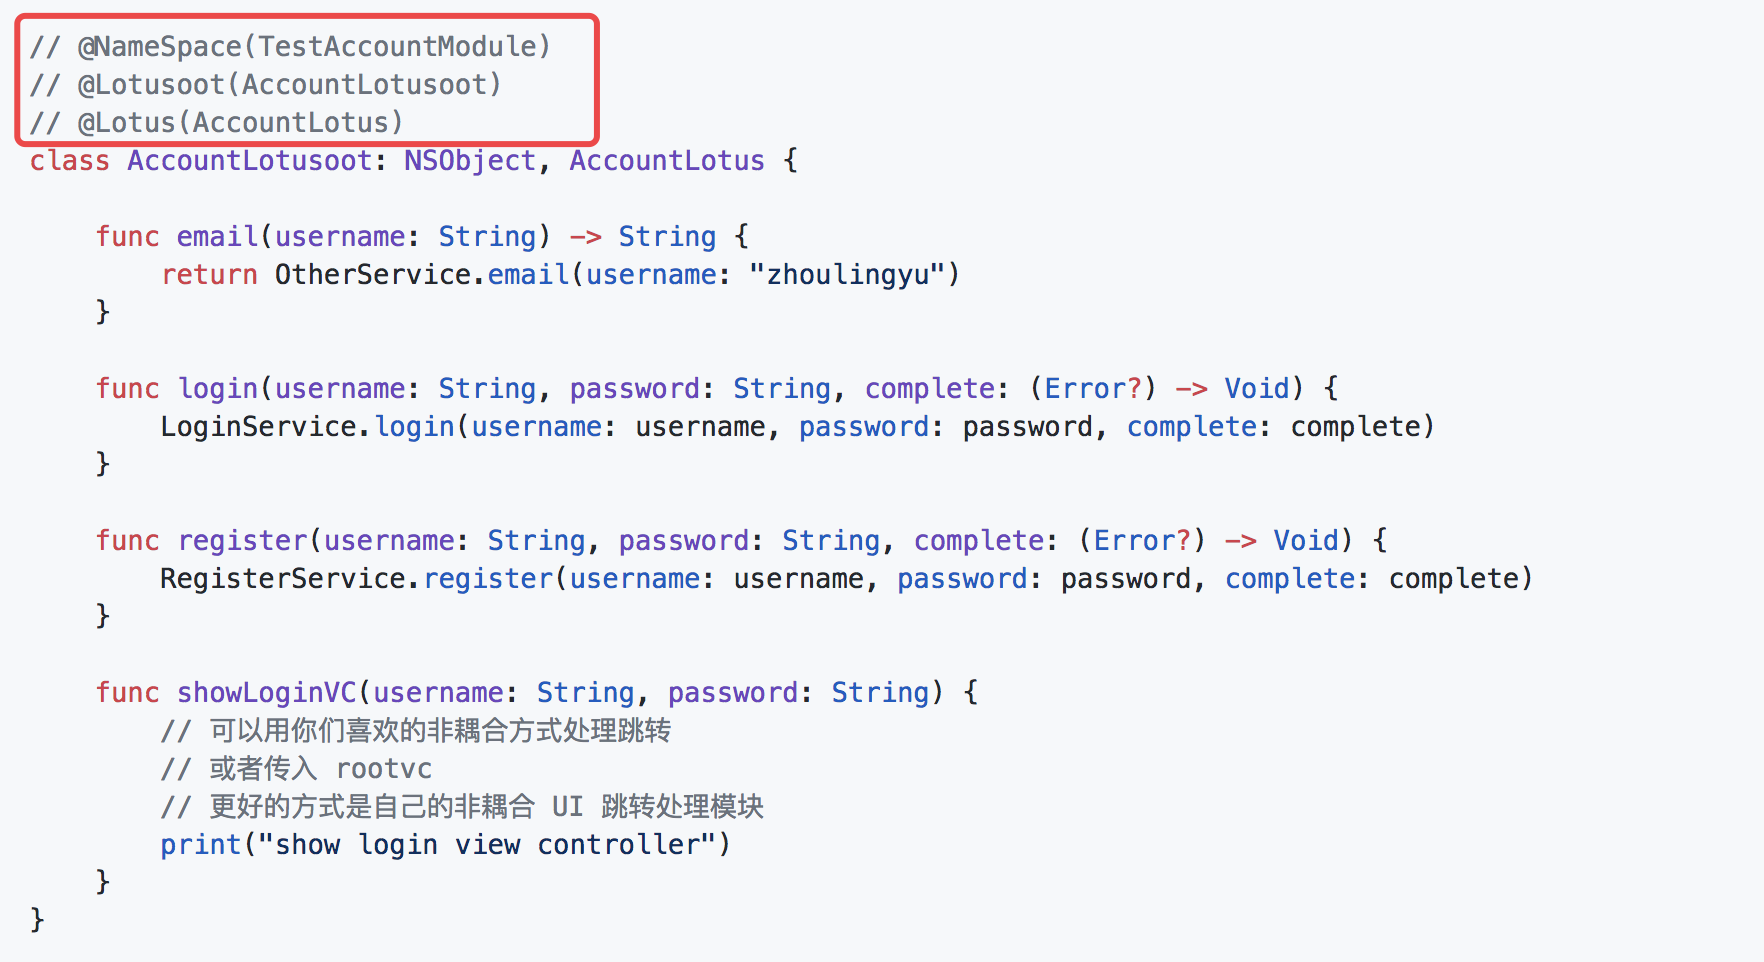 // @NameSpace(TestAccountModule)
// @Lotusoot(AccountLotusoot)
// @Lotus(AccountLotus)
class AccountLotusoot: NSObject, AccountLotus {
    func email(username: String) -> String {
        return OtherService.email(username: "zhoulingyu")
    }
    func login(username: String, password: String, complete: (Error?) -> Void) {
        LoginService.login(username: username, password: password, complete: complete)
    }
    func register(username: String, password: String, complete: (Error?) -> Void) {
        RegisterService.register(username: username, password: password, complete: complete)
    }
    func showLoginVC(username: String, password: String) {
        // 可以用你们喜欢的非耦合方式处理跳转
        // 或者传入 rootvc
        // 更好的方式是自己的非耦合 UI 跳转处理模块
        print("show login view controller")
    }
}